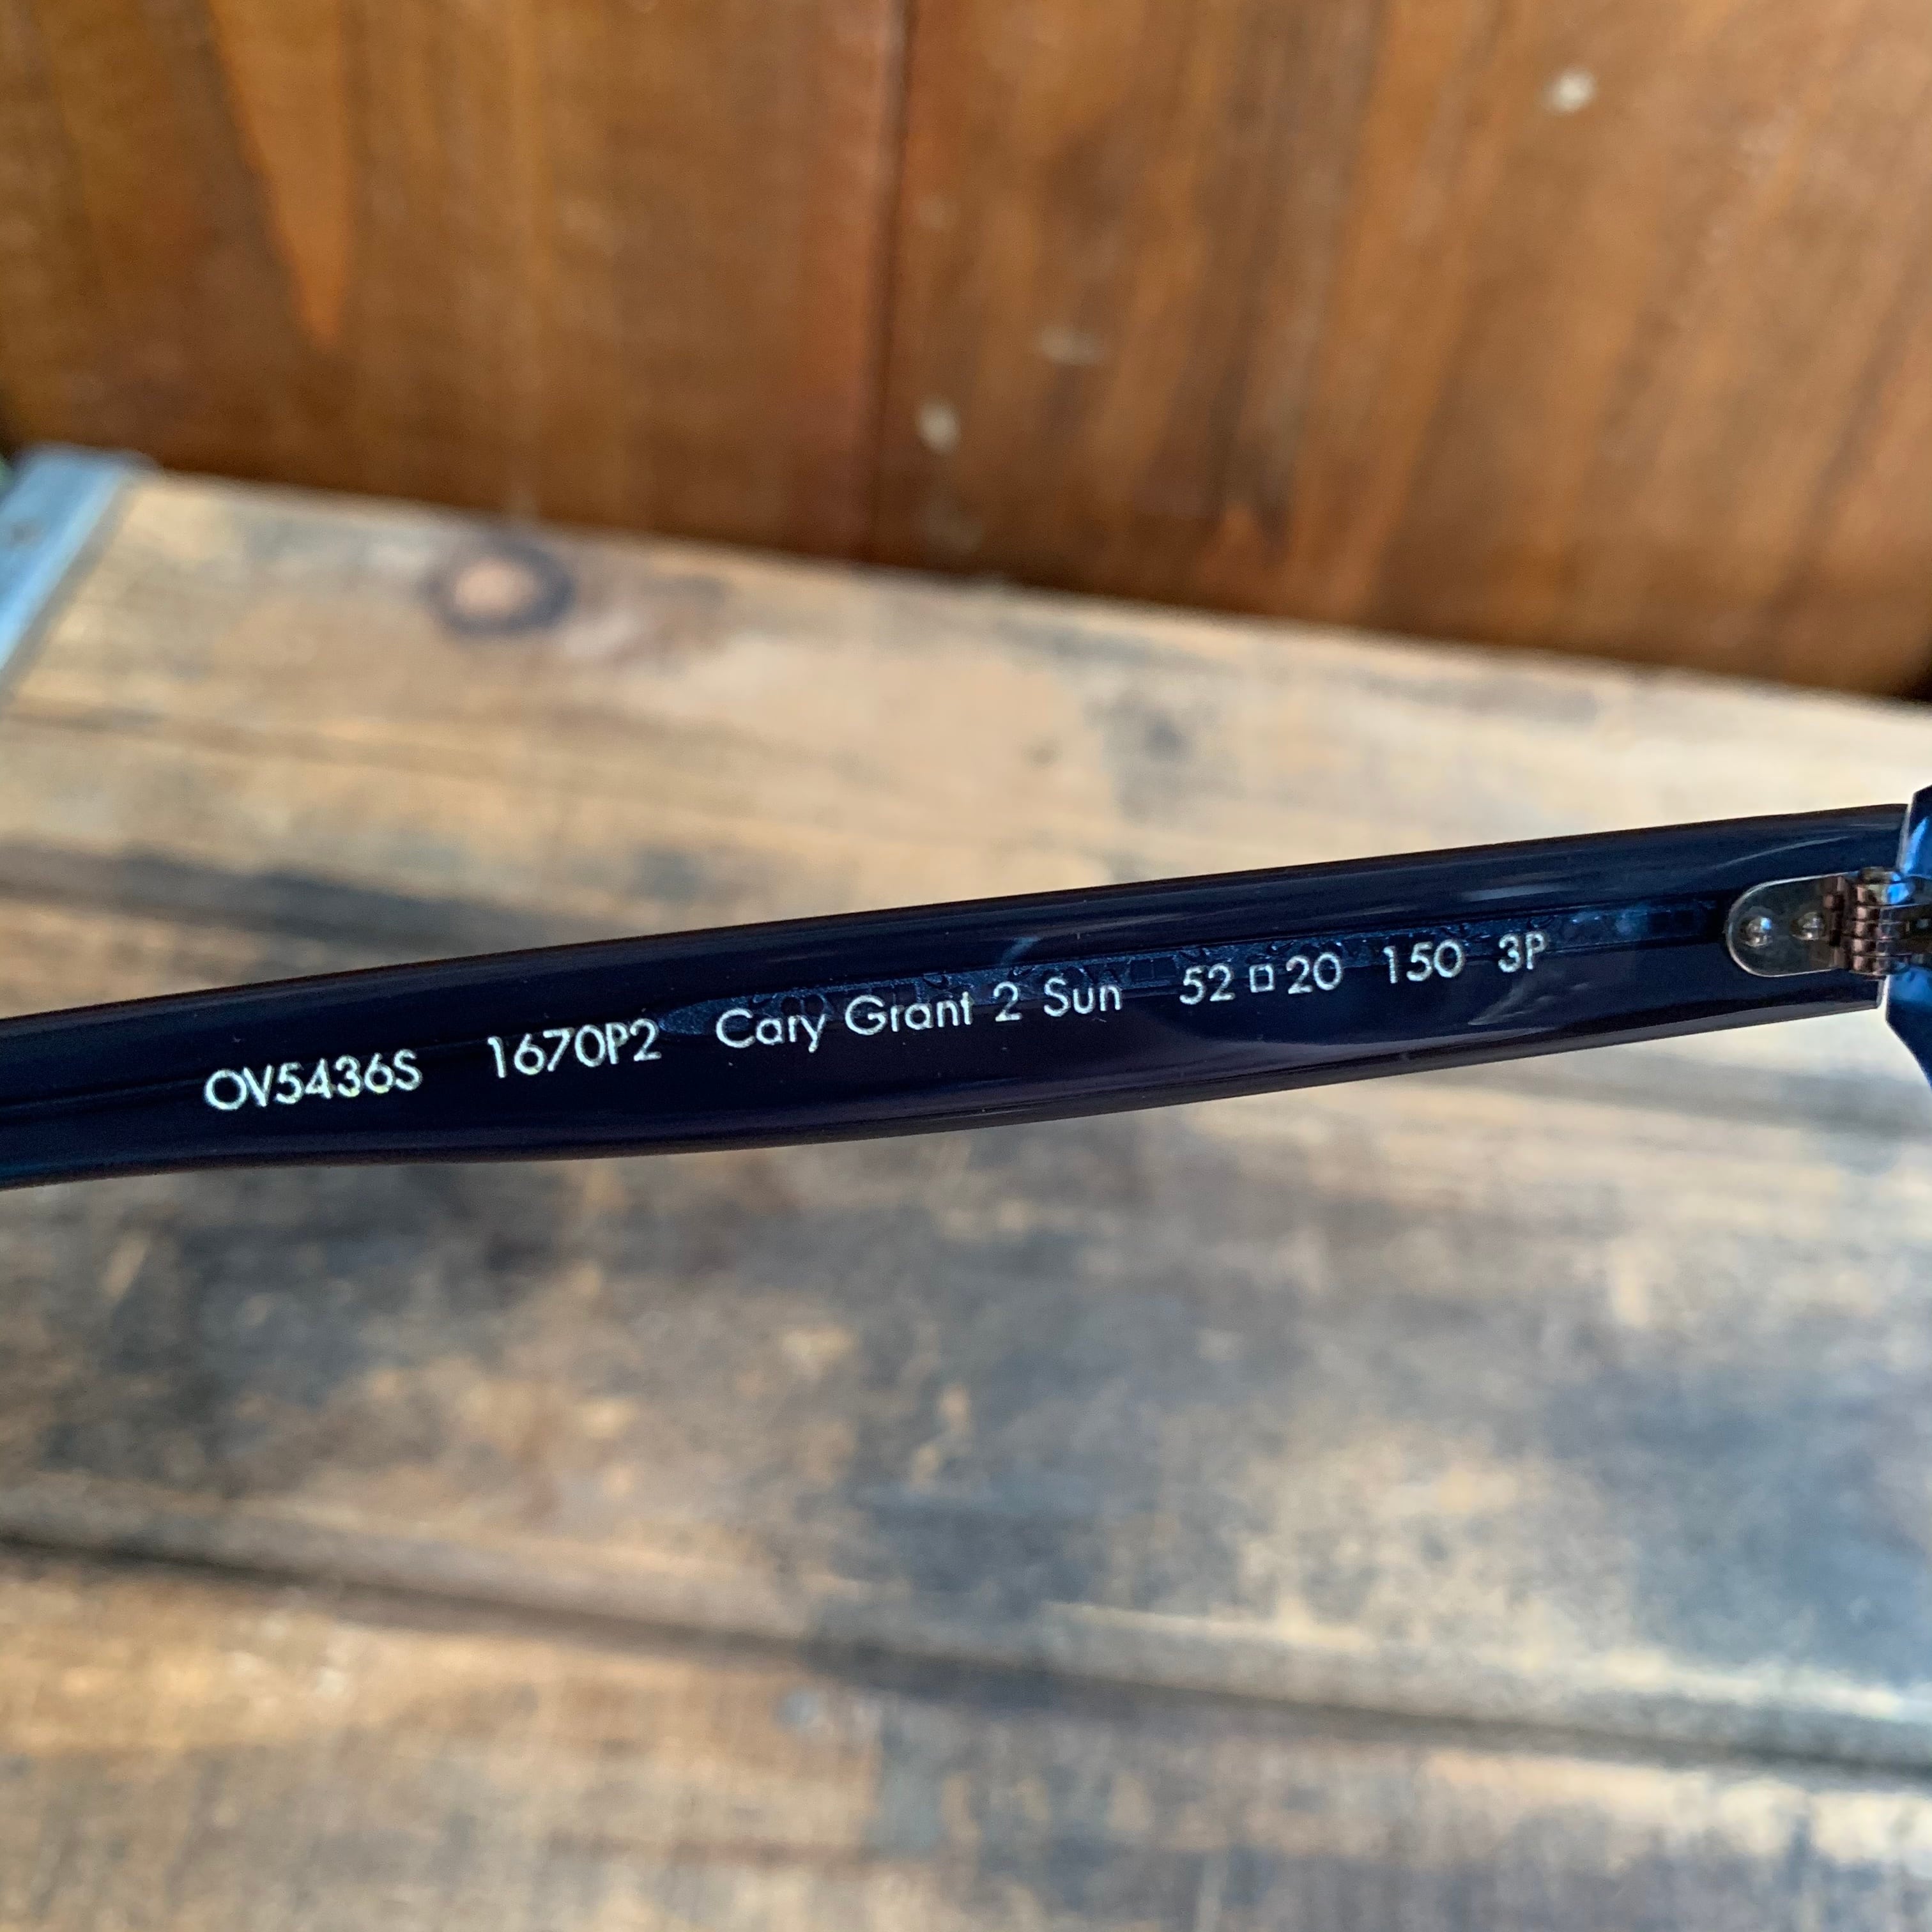 OV5436S 1670P2 Cary Grant 2 Sun 52□20 150 3P